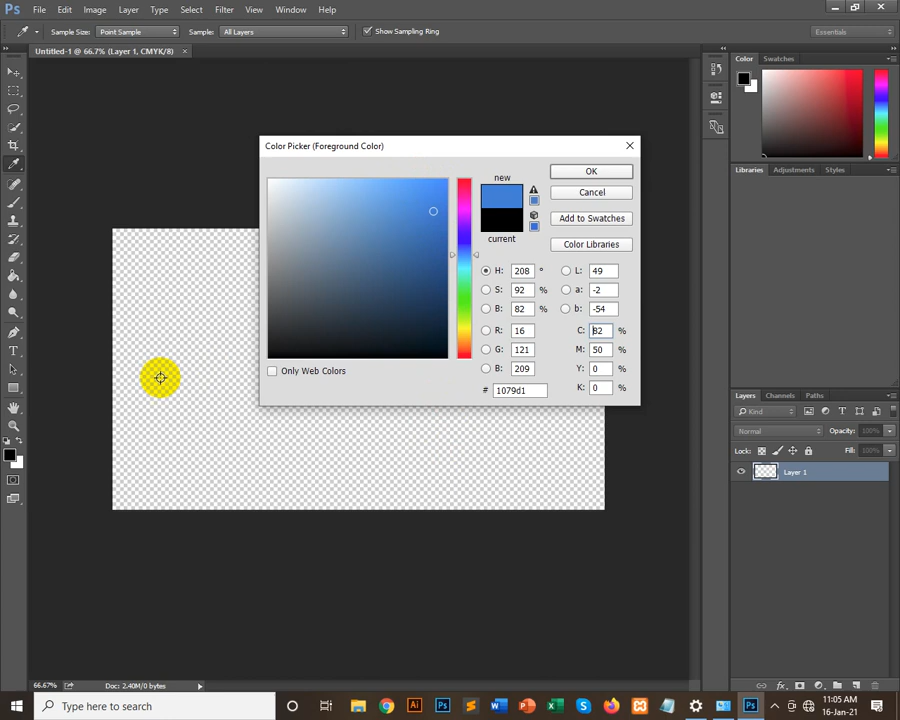 Ps File Edit Image Layer Type Select Filter View Window Help
Sample Size: Point Sample Sample: All Layers Show Sampling Ring Essentials
Untitled-1 @ 66.7% (Layer 1, CMYK/8) ×
Color Swatches
Color Picker (Foreground Color)
new
OK
Cancel
Add to Swatches
current
Color Libraries
H: 208 ° L: 49
S: 92 % a: -2
B: 82 % b: -54
R: 16 C: 82 %
G: 121 M: 50 %
B: 209 Y: 0 %
K: 0 %
# 1079d1
Only Web Colors
Libraries Adjustments Styles
Layers Channels Paths
Kind
Normal Opacity: 100%
Lock: Fill: 100%
Layer 1
T
66.67% Doc: 2.40M/0 bytes
Type here to search
Ai Ps
11:05 AM
16-Jan-21